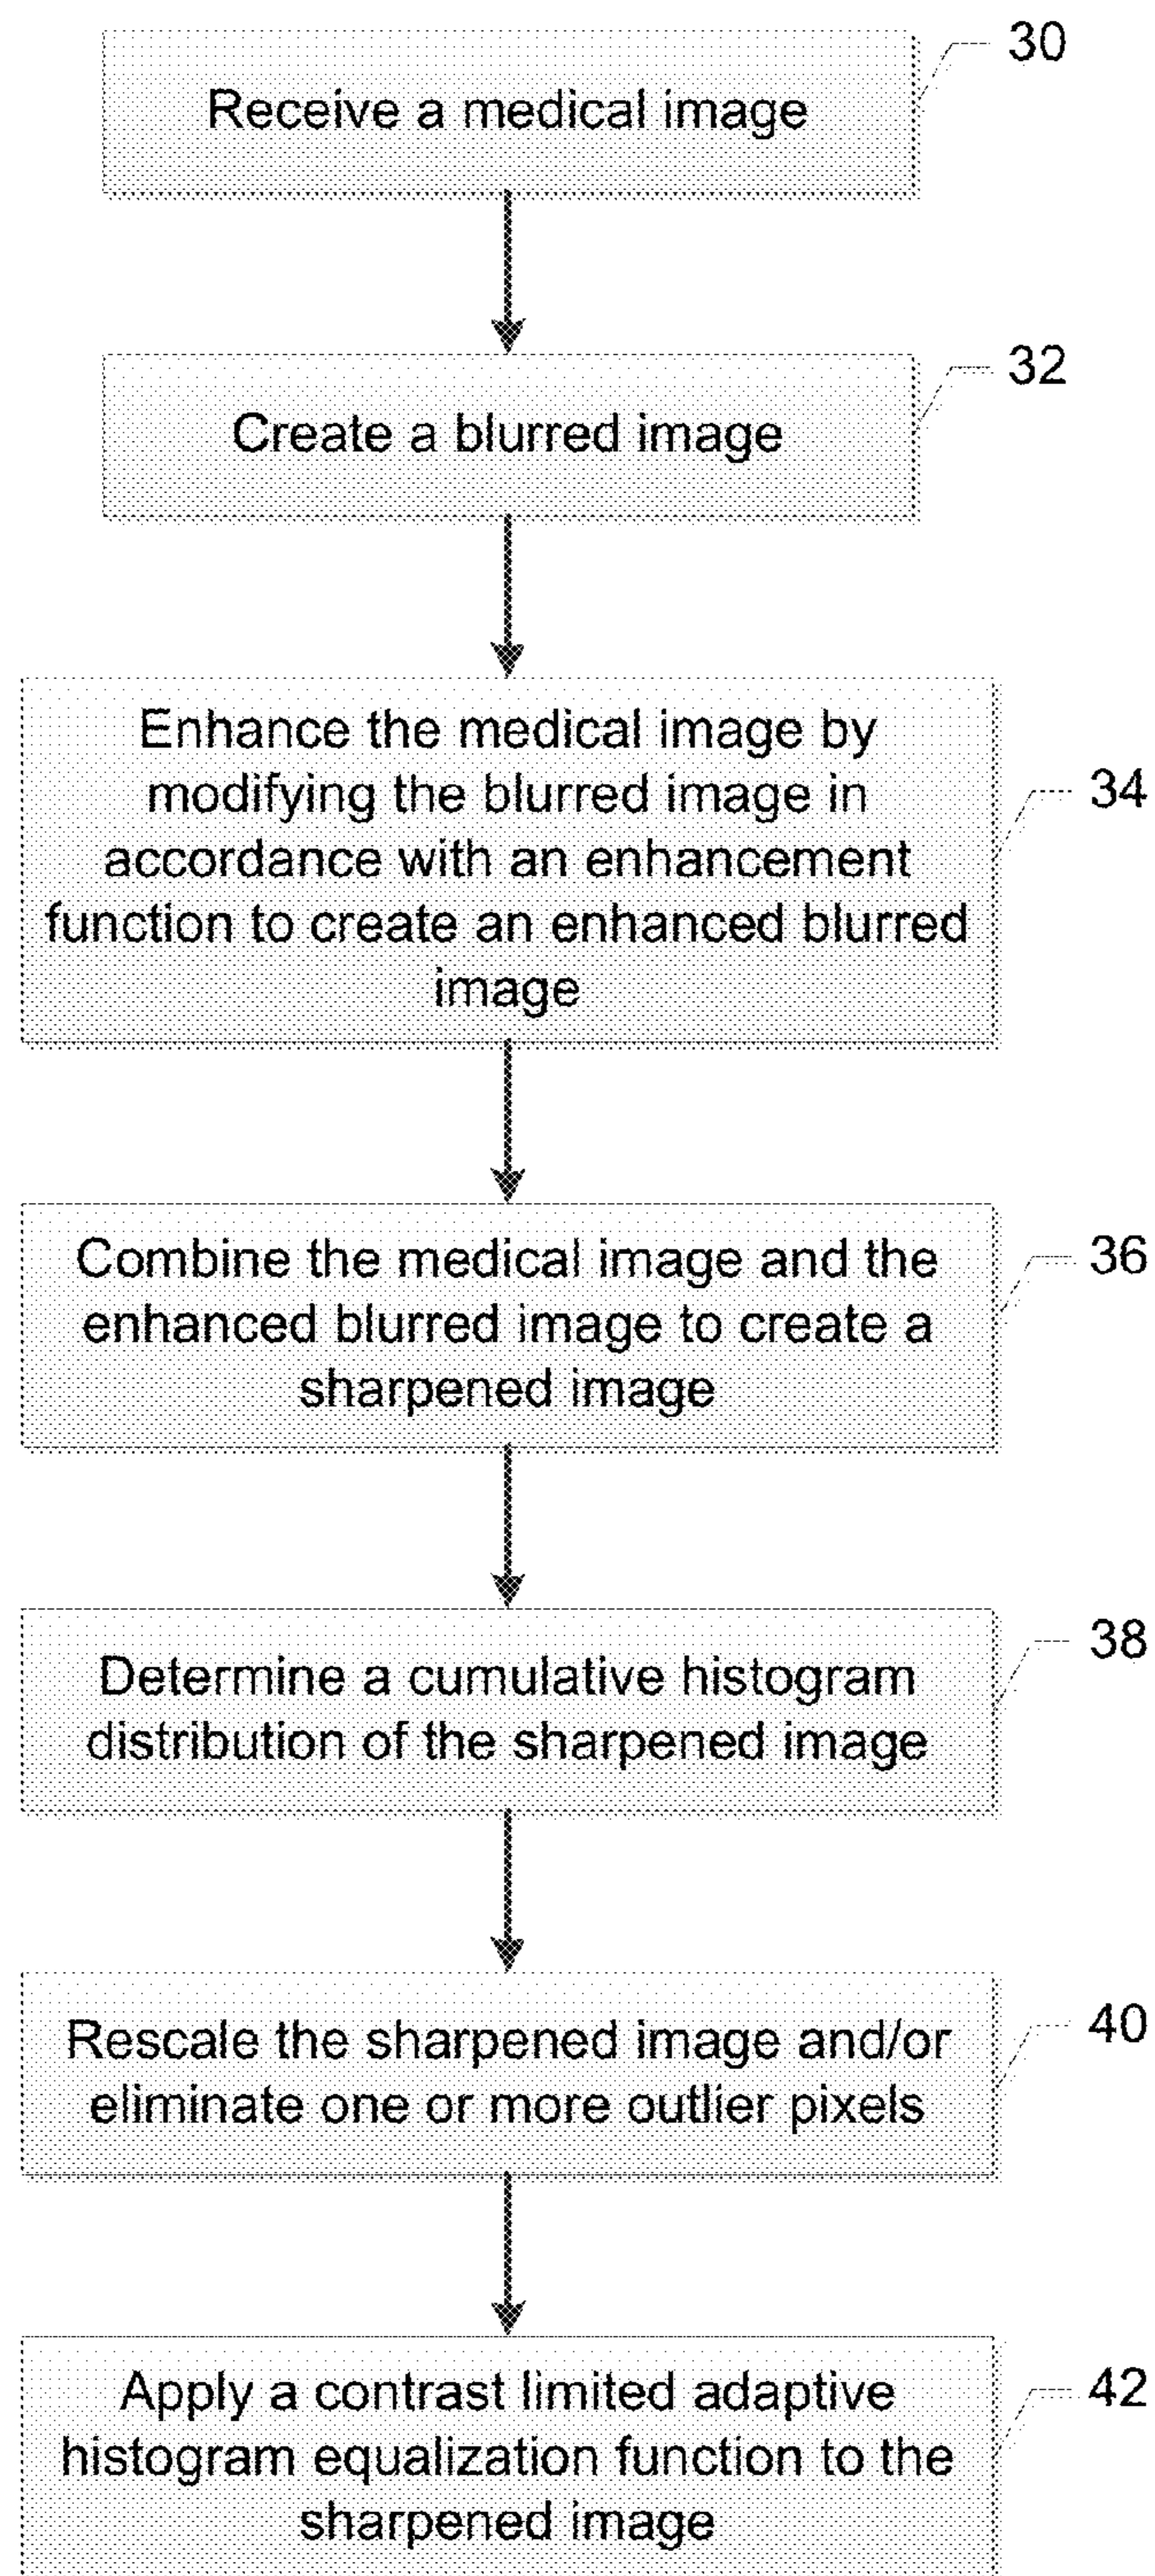 30
Receive a medical image
32
Create a blurred image
Enhance the medical image by
modifying the blurred image in
34
accordance with an enhancement
function to create an enhanced blurred
image
36
Combine the medical image and the
enhanced blurred image to create a
sharpened image
38
Determine a cumulative histogram
distribution of the sharpened image
40
Rescale the sharpened image and/or
eliminate one or more outlier pixels
42
Apply a contrast limited adaptive
histogram equalization function to the
sharpened image